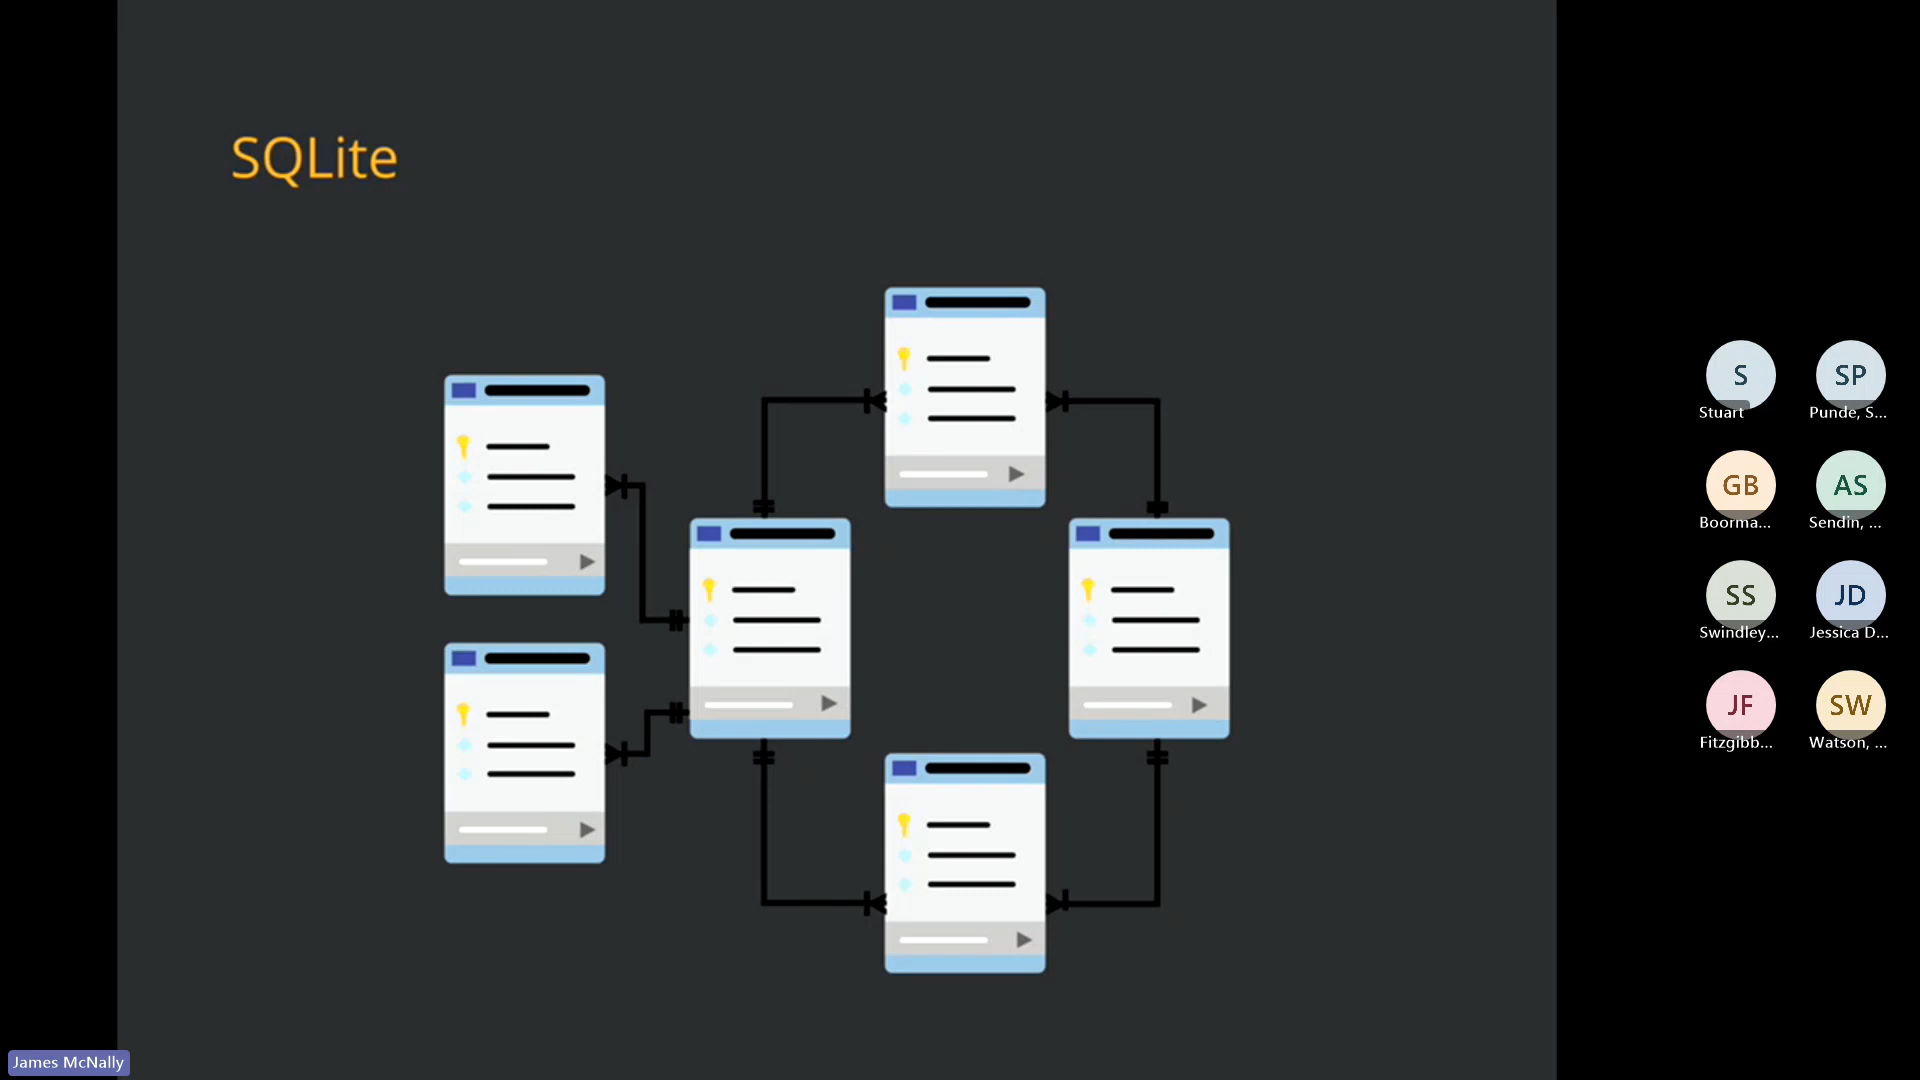 SQLite
S
Stuart
SP
Punde, S...
GB
Boorma...
AS
Sendin, ...
SS
Swindley...
JD
Jessica D...
JF
Fitzgibb...
SW
Watson, ...
James McNally